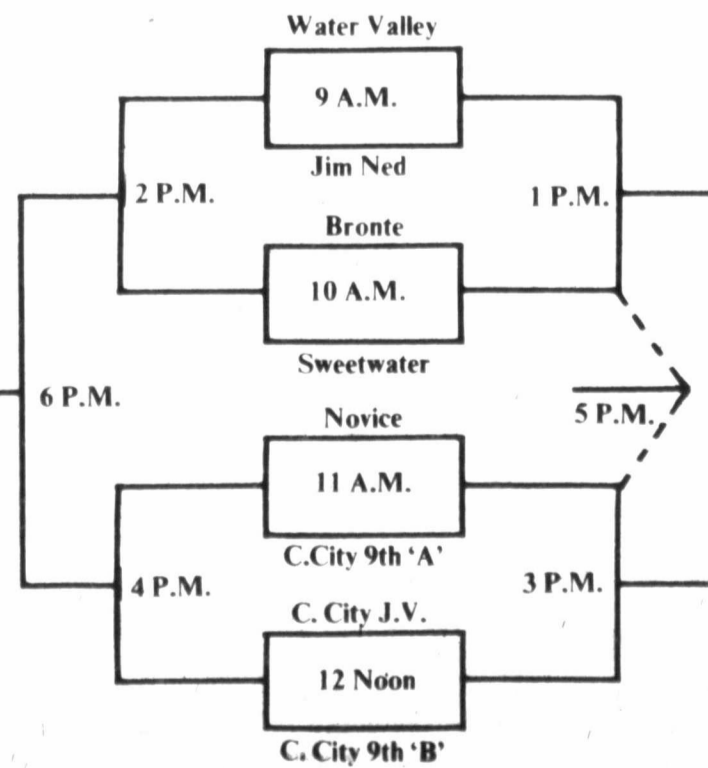 Water Valley
9 A.M.
Jim Ned
2 P.M.
1 P.M.
Bronte
10 A.M.
Sweetwater
6 P.M.
5 P.M.
Novice
11 A.M.
C.City 9th ‘A’
4 P.M.
3 P.M.
C. City J.V.
12 Noon
C. City 9th ‘B’